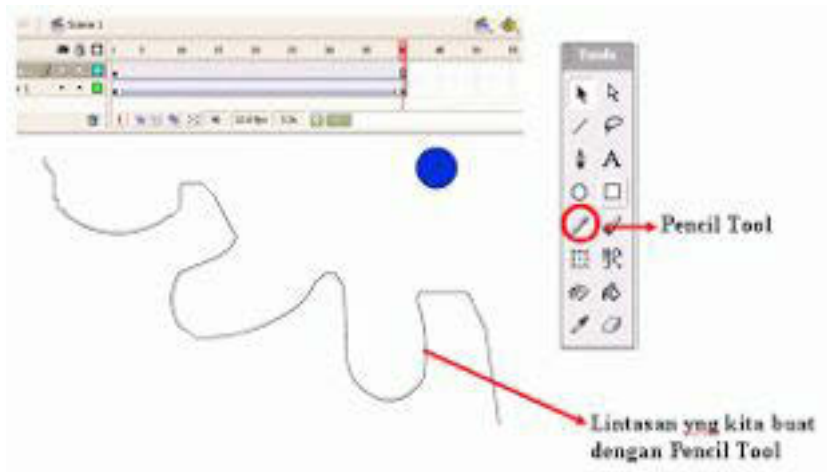 Scene 1
Tools
A
Pencil Tool
Lintasan yng kita buat
dengan Pencil Tool